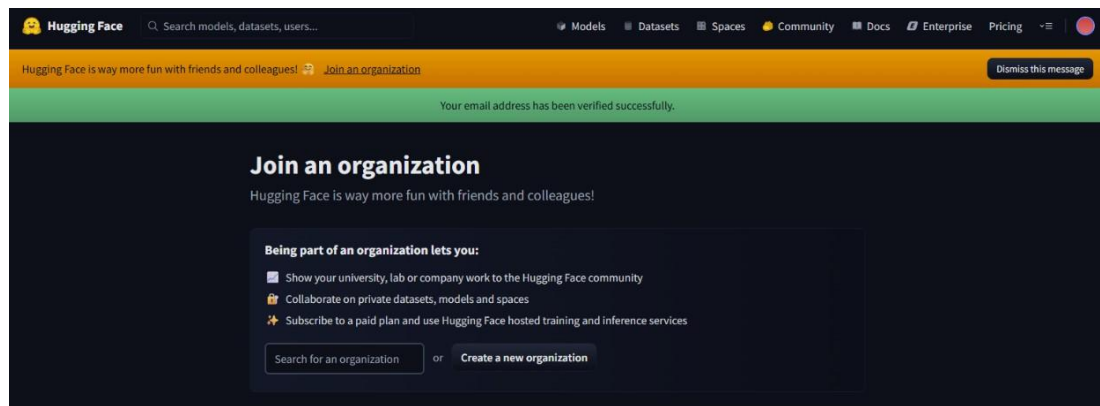 Hugging Face Search models, datasets, users... Models Datasets Spaces Community Docs Enterprise Pricing
Hugging Face is way more fun with friends and colleagues! 🤗 Join an organization Dismiss this message
Your email address has been verified successfully.
Join an organization
Hugging Face is way more fun with friends and colleagues!
Being part of an organization lets you:
Show your university, lab or company work to the Hugging Face community
Collaborate on private datasets, models and spaces
Subscribe to a paid plan and use Hugging Face hosted training and inference services
Search for an organization or Create a new organization